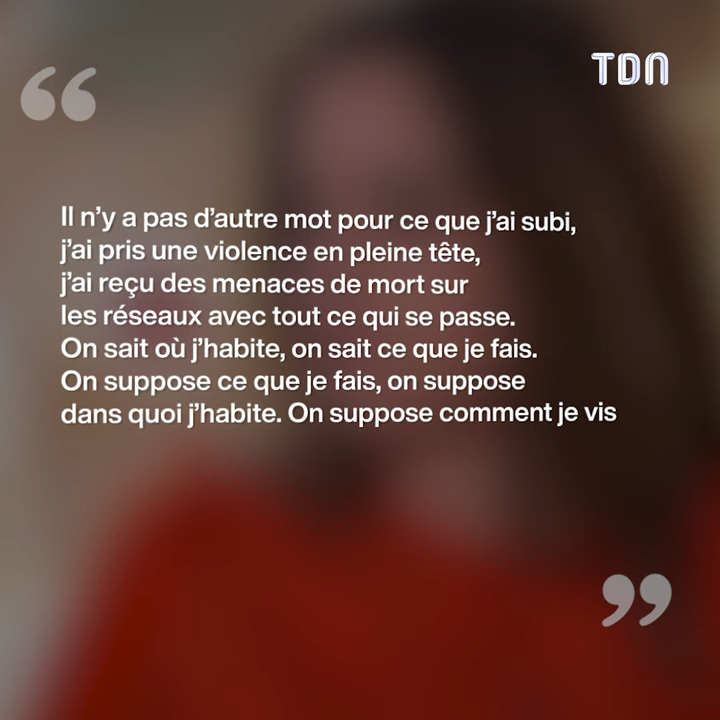 TDN
“
Il n’y a pas d’autre mot pour ce que j’ai subi,
j’ai pris une violence en pleine tête,
j’ai reçu des menaces de mort sur
les réseaux avec tout ce qui se passe.
On sait où j’habite, on sait ce que je fais.
On suppose ce que je fais, on suppose
dans quoi j’habite. On suppose comment je vis
”